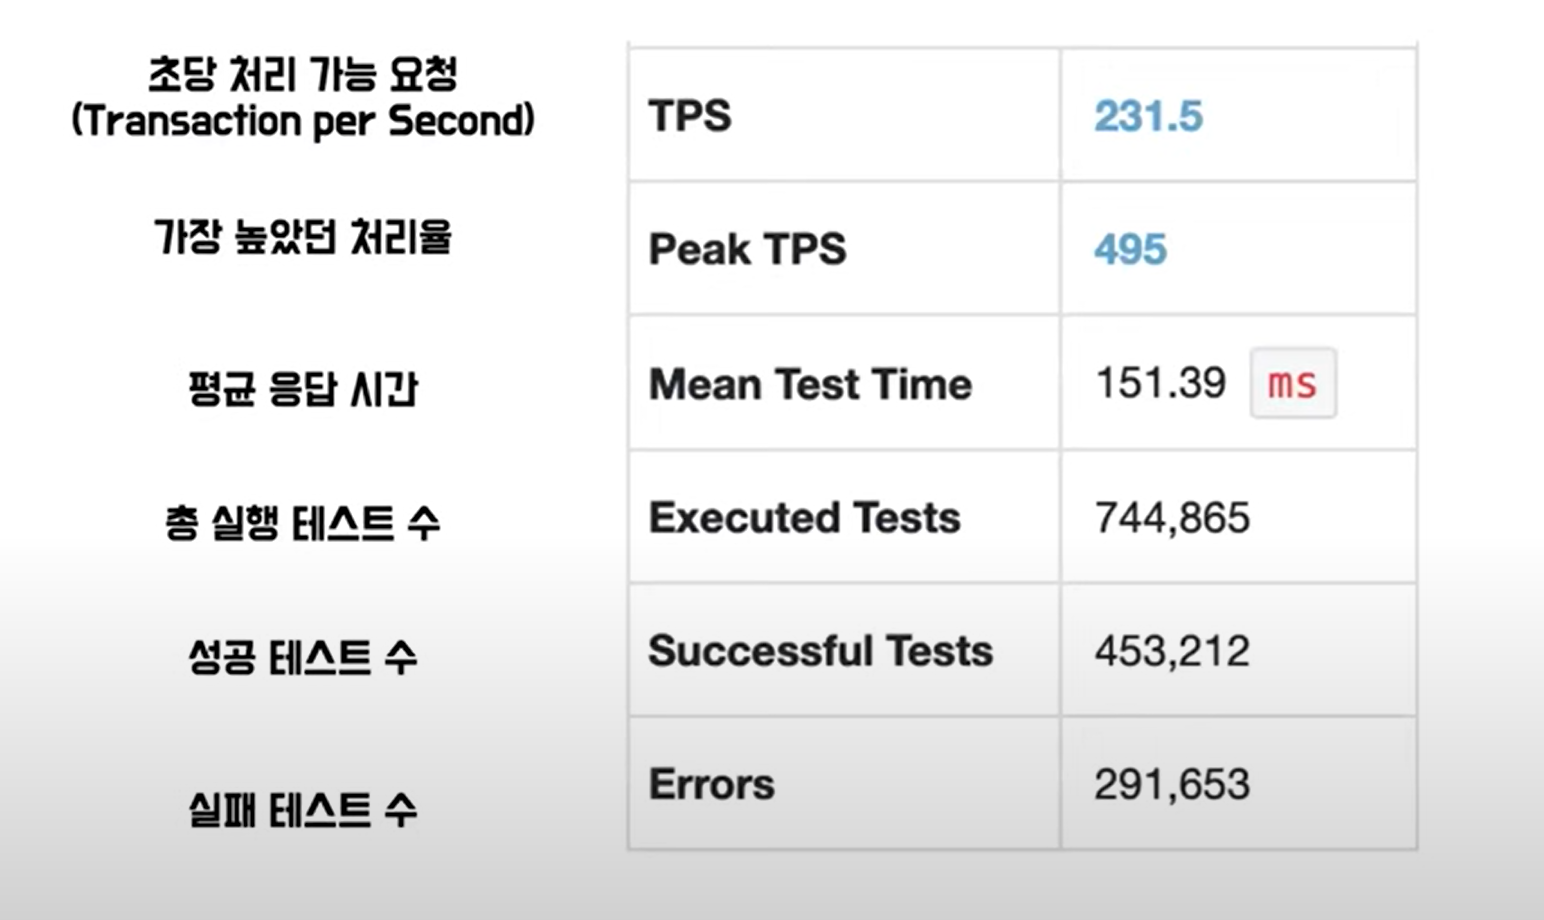 초당 처리 가능 요청
(Transaction per Second)
TPS 231.5
가장 높았던 처리율
Peak TPS 495
평균 응답 시간
Mean Test Time 151.39 ms
총 실행 테스트 수
Executed Tests 744,865
성공 테스트 수
Successful Tests 453,212
실패 테스트 수
Errors 291,653